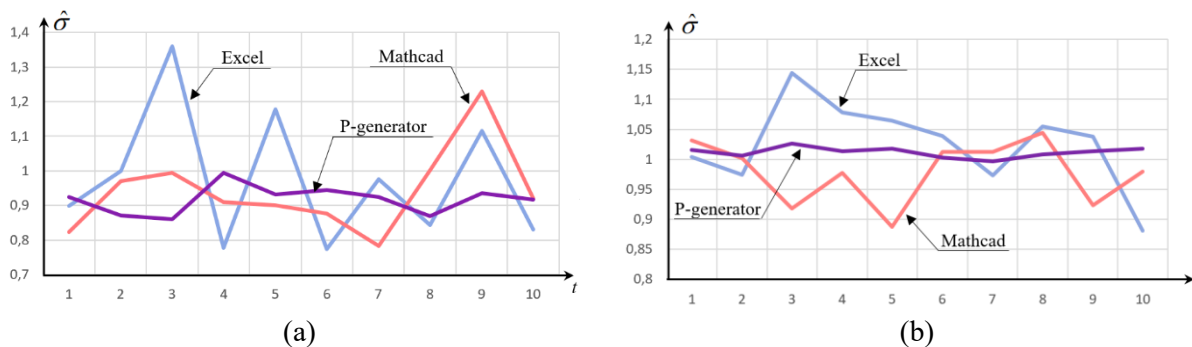 σ̂
1,4
1,3
1,2
1,1
1
0,9
0,8
0,7
Excel
Mathcad
P-generator
1 2 3 4 5 6 7 8 9 10 t
(a)
σ̂
1,2
1,15
1,1
1,05
1
0,95
0,9
0,85
0,8
Excel
P-generator
Mathcad
1 2 3 4 5 6 7 8 9 10
(b)